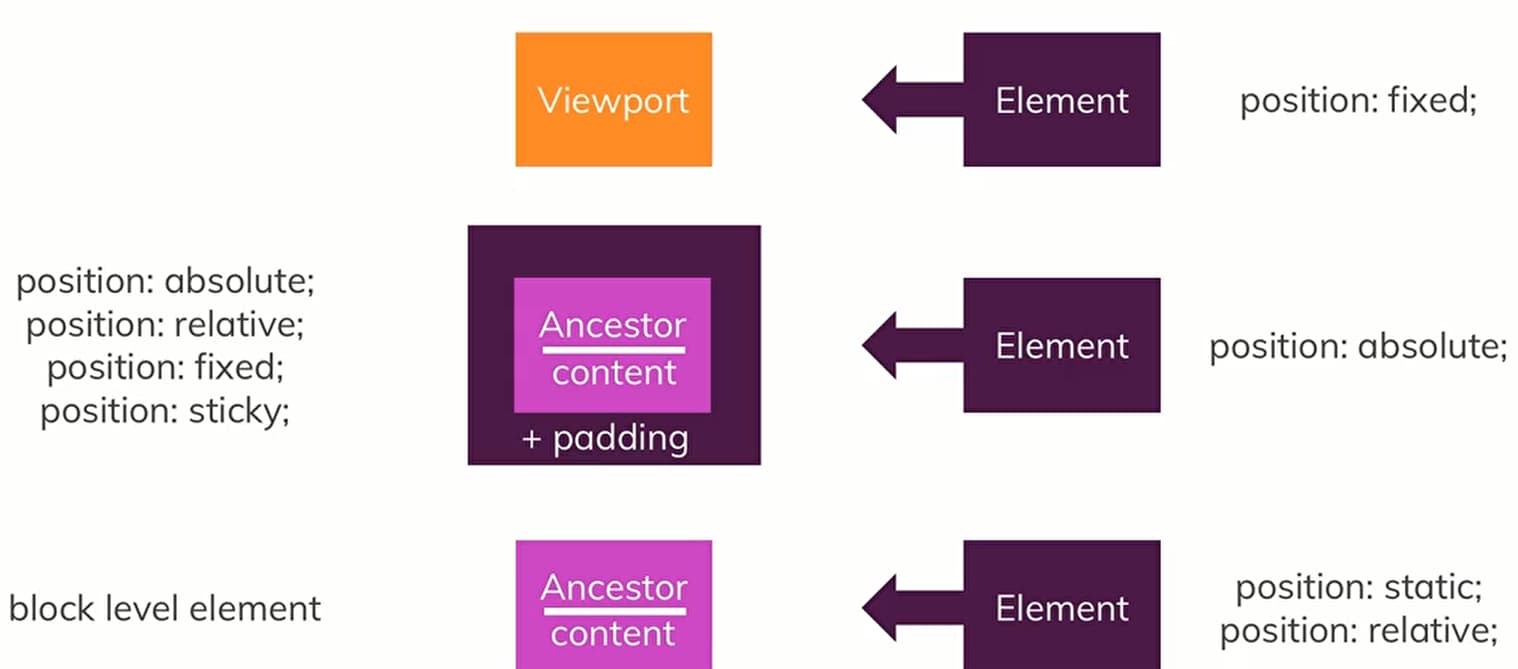 Viewport
Element
position: fixed;
position: absolute;
position: relative;
position: fixed;
position: sticky;
Ancestor
content
+ padding
Element
position: absolute;
block level element
Ancestor
content
Element
position: static;
position: relative;